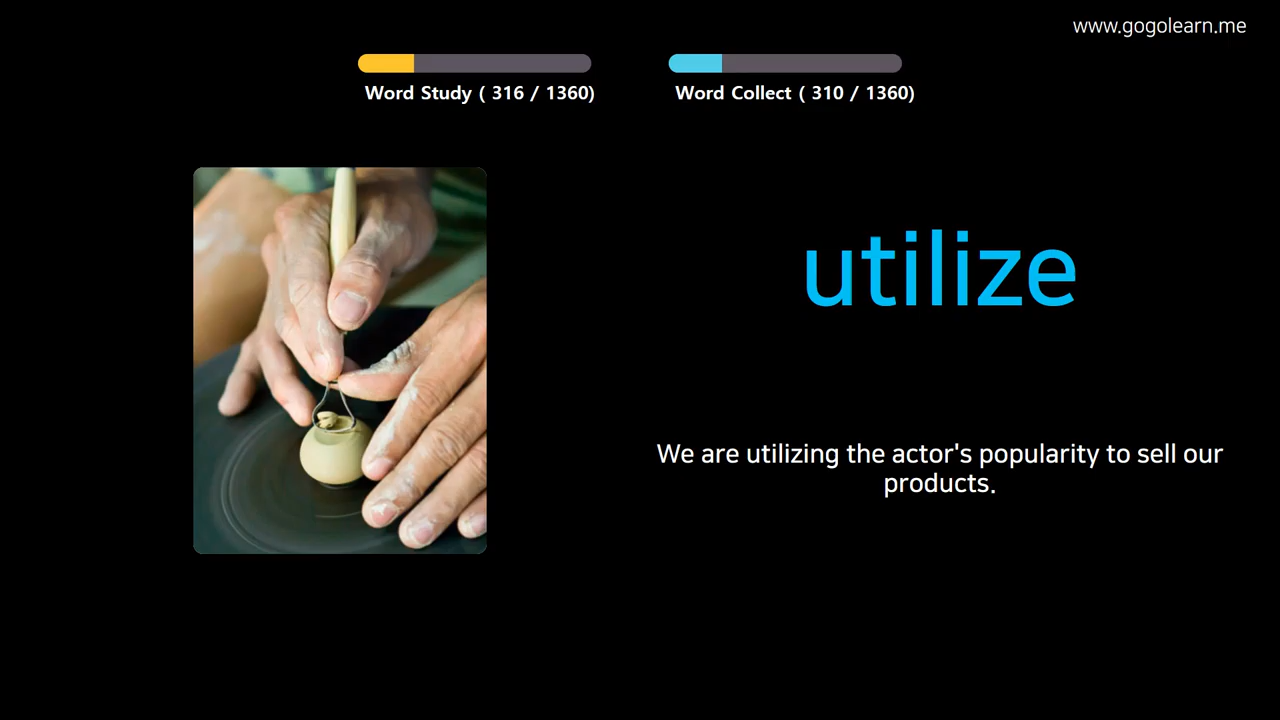 www.gogolearn.me
Word Study ( 316 / 1360)
Word Collect ( 310 / 1360)
utilize
We are utilizing the actor's popularity to sell our
products.